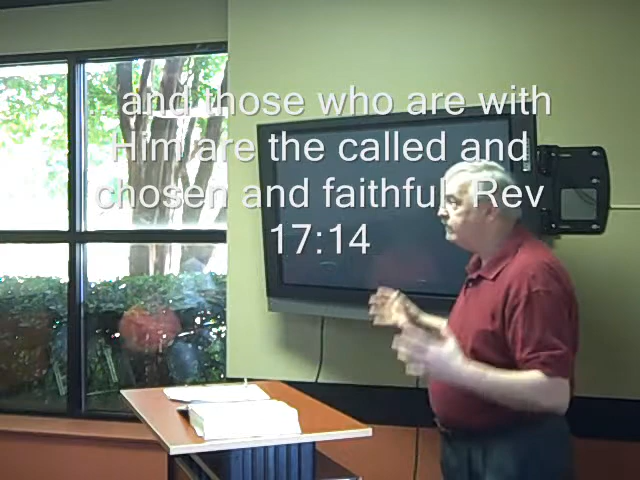 ... and those who are with
Him are the called and
chosen and faithful. Rev
17:14